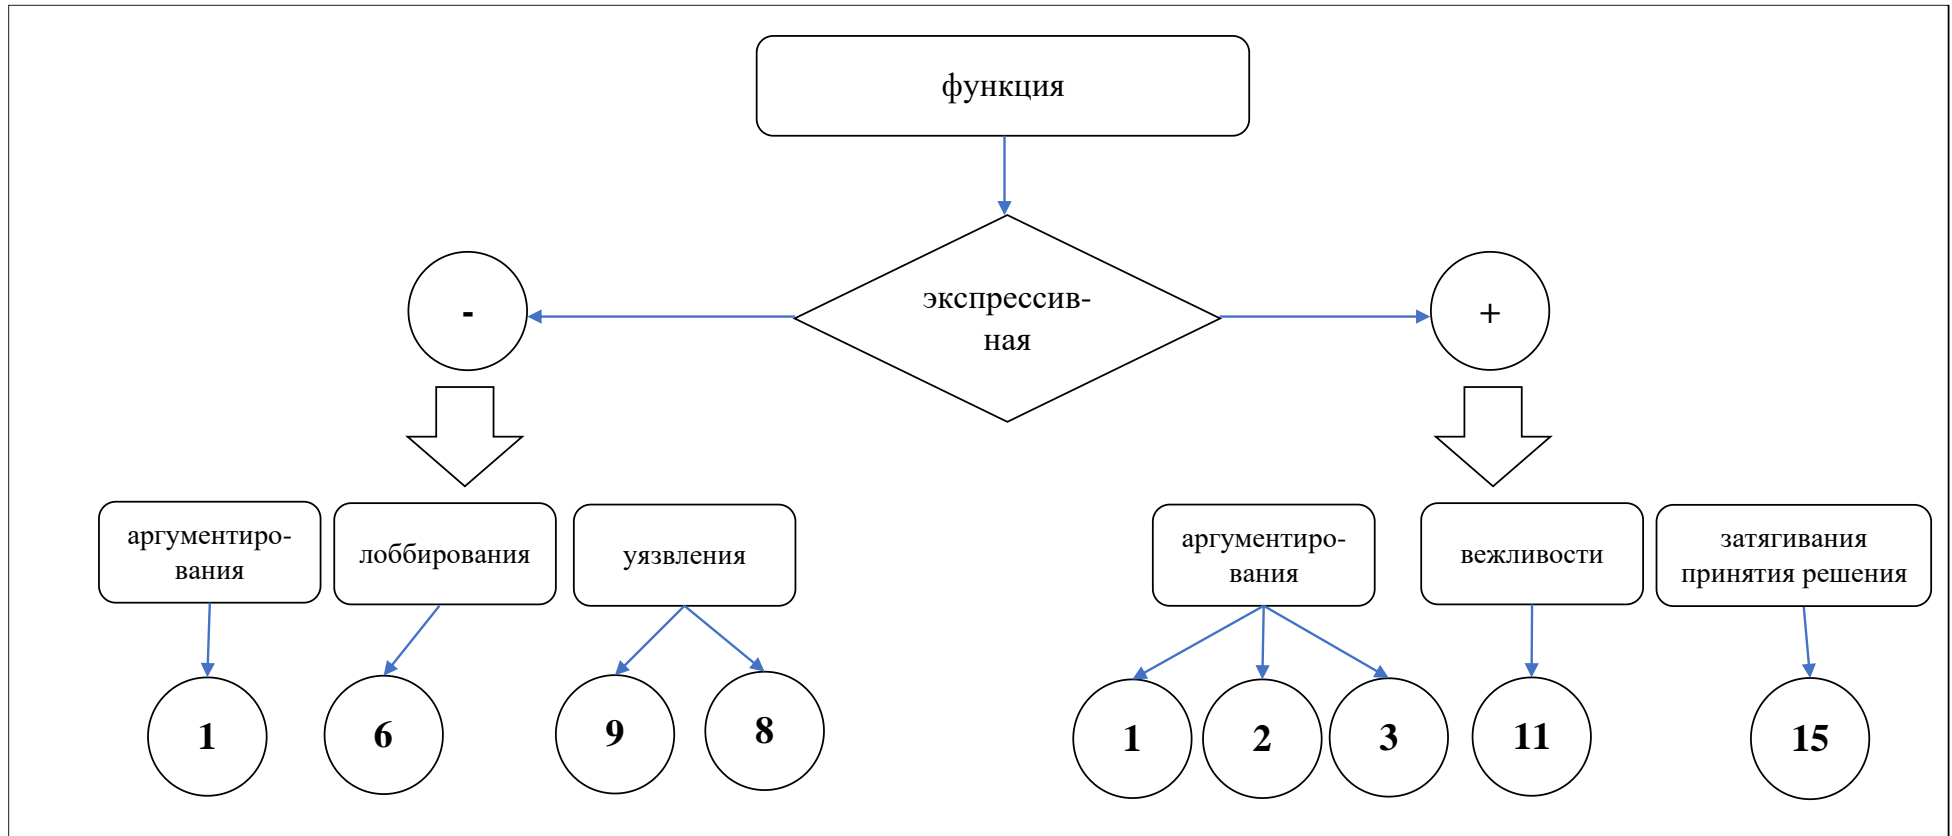 функция
экспрессив-
ная
-
+
аргументиро-
вания
лоббирования
уязвления
аргументиро-
вания
вежливости
затягивания
принятия решения
1
6
9
8
1
2
3
11
15